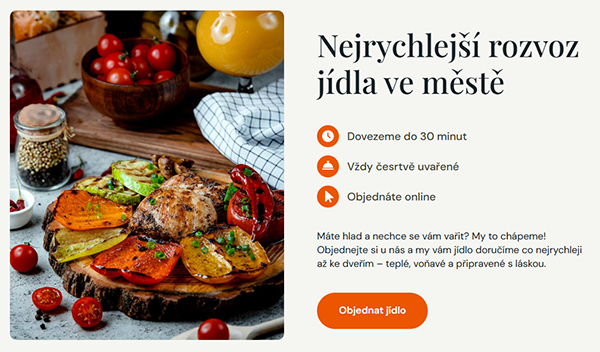 Nejrychlejší rozvoz
jídla ve městě
Dovezeme do 30 minut
Vždy česrtvě uvařené
Objednáte online
Máte hlad a nechce se vám vařit? My to chápeme!
Objednejte si u nás a my vám jídlo doručíme co nejrychleji
až ke dveřím – teplé, voňavé a připravené s láskou.
Objednat jídlo